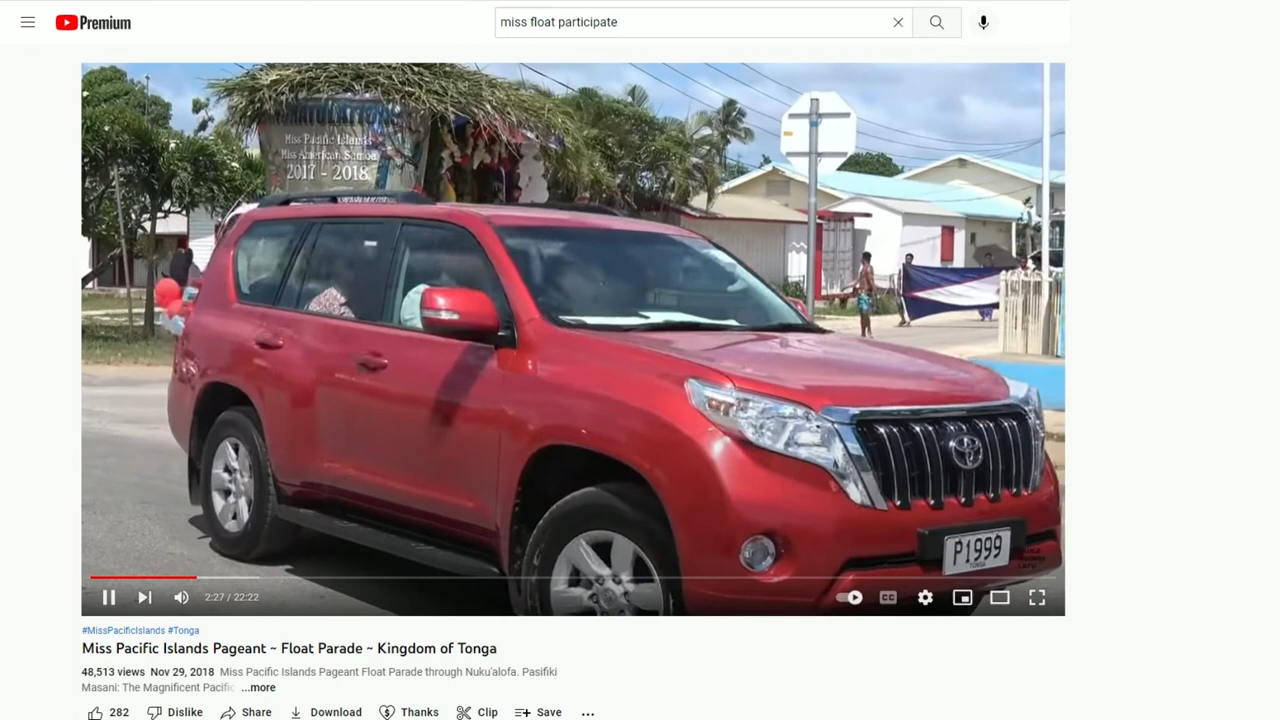 Premium
miss float participate
Miss Pacific Islands
Miss American Samoa
2017 - 2018
P1999
TONGA
2:27 / 22:22
CC
#MissPacificIslands #Tonga
Miss Pacific Islands Pageant ~ Float Parade ~ Kingdom of Tonga
48,513 views Nov 29, 2018 Miss Pacific Islands Pageant Float Parade through Nuku'alofa. Pasifiki
Masani: The Magnificent Pacific ...more
282 Dislike Share Download Thanks Clip Save ...